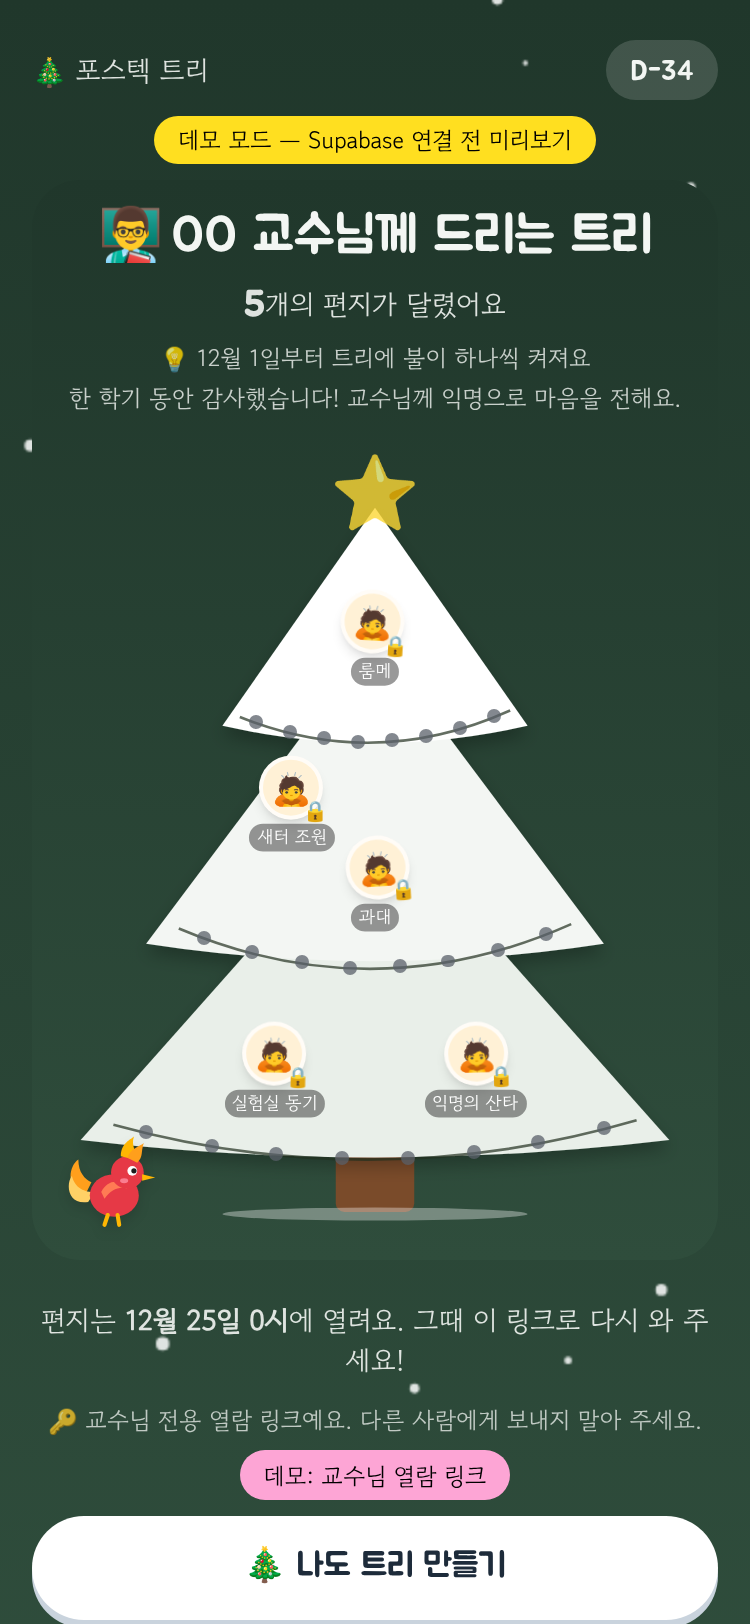 🎄 포스텍 트리
D-34
데모 모드 — Supabase 연결 전 미리보기
👨‍🏫 OO 교수님께 드리는 트리
5개의 편지가 달렸어요
💡 12월 1일부터 트리에 불이 하나씩 켜져요
한 학기 동안 감사했습니다! 교수님께 익명으로 마음을 전해요.
룸메
새터 조원
과대
실험실 동기
익명의 산타
편지는 12월 25일 0시에 열려요. 그때 이 링크로 다시 와 주
세요!
🔑 교수님 전용 열람 링크예요. 다른 사람에게 보내지 말아 주세요.
데모: 교수님 열람 링크
🎄 나도 트리 만들기